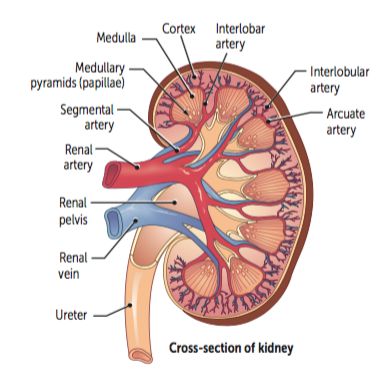 Cortex
Interlobar
artery
Medulla
Medullary
pyramids (papillae)
Interlobular
artery
Segmental
artery
Arcuate
artery
Renal
artery
Renal
pelvis
Renal
vein
Ureter
Cross-section of kidney